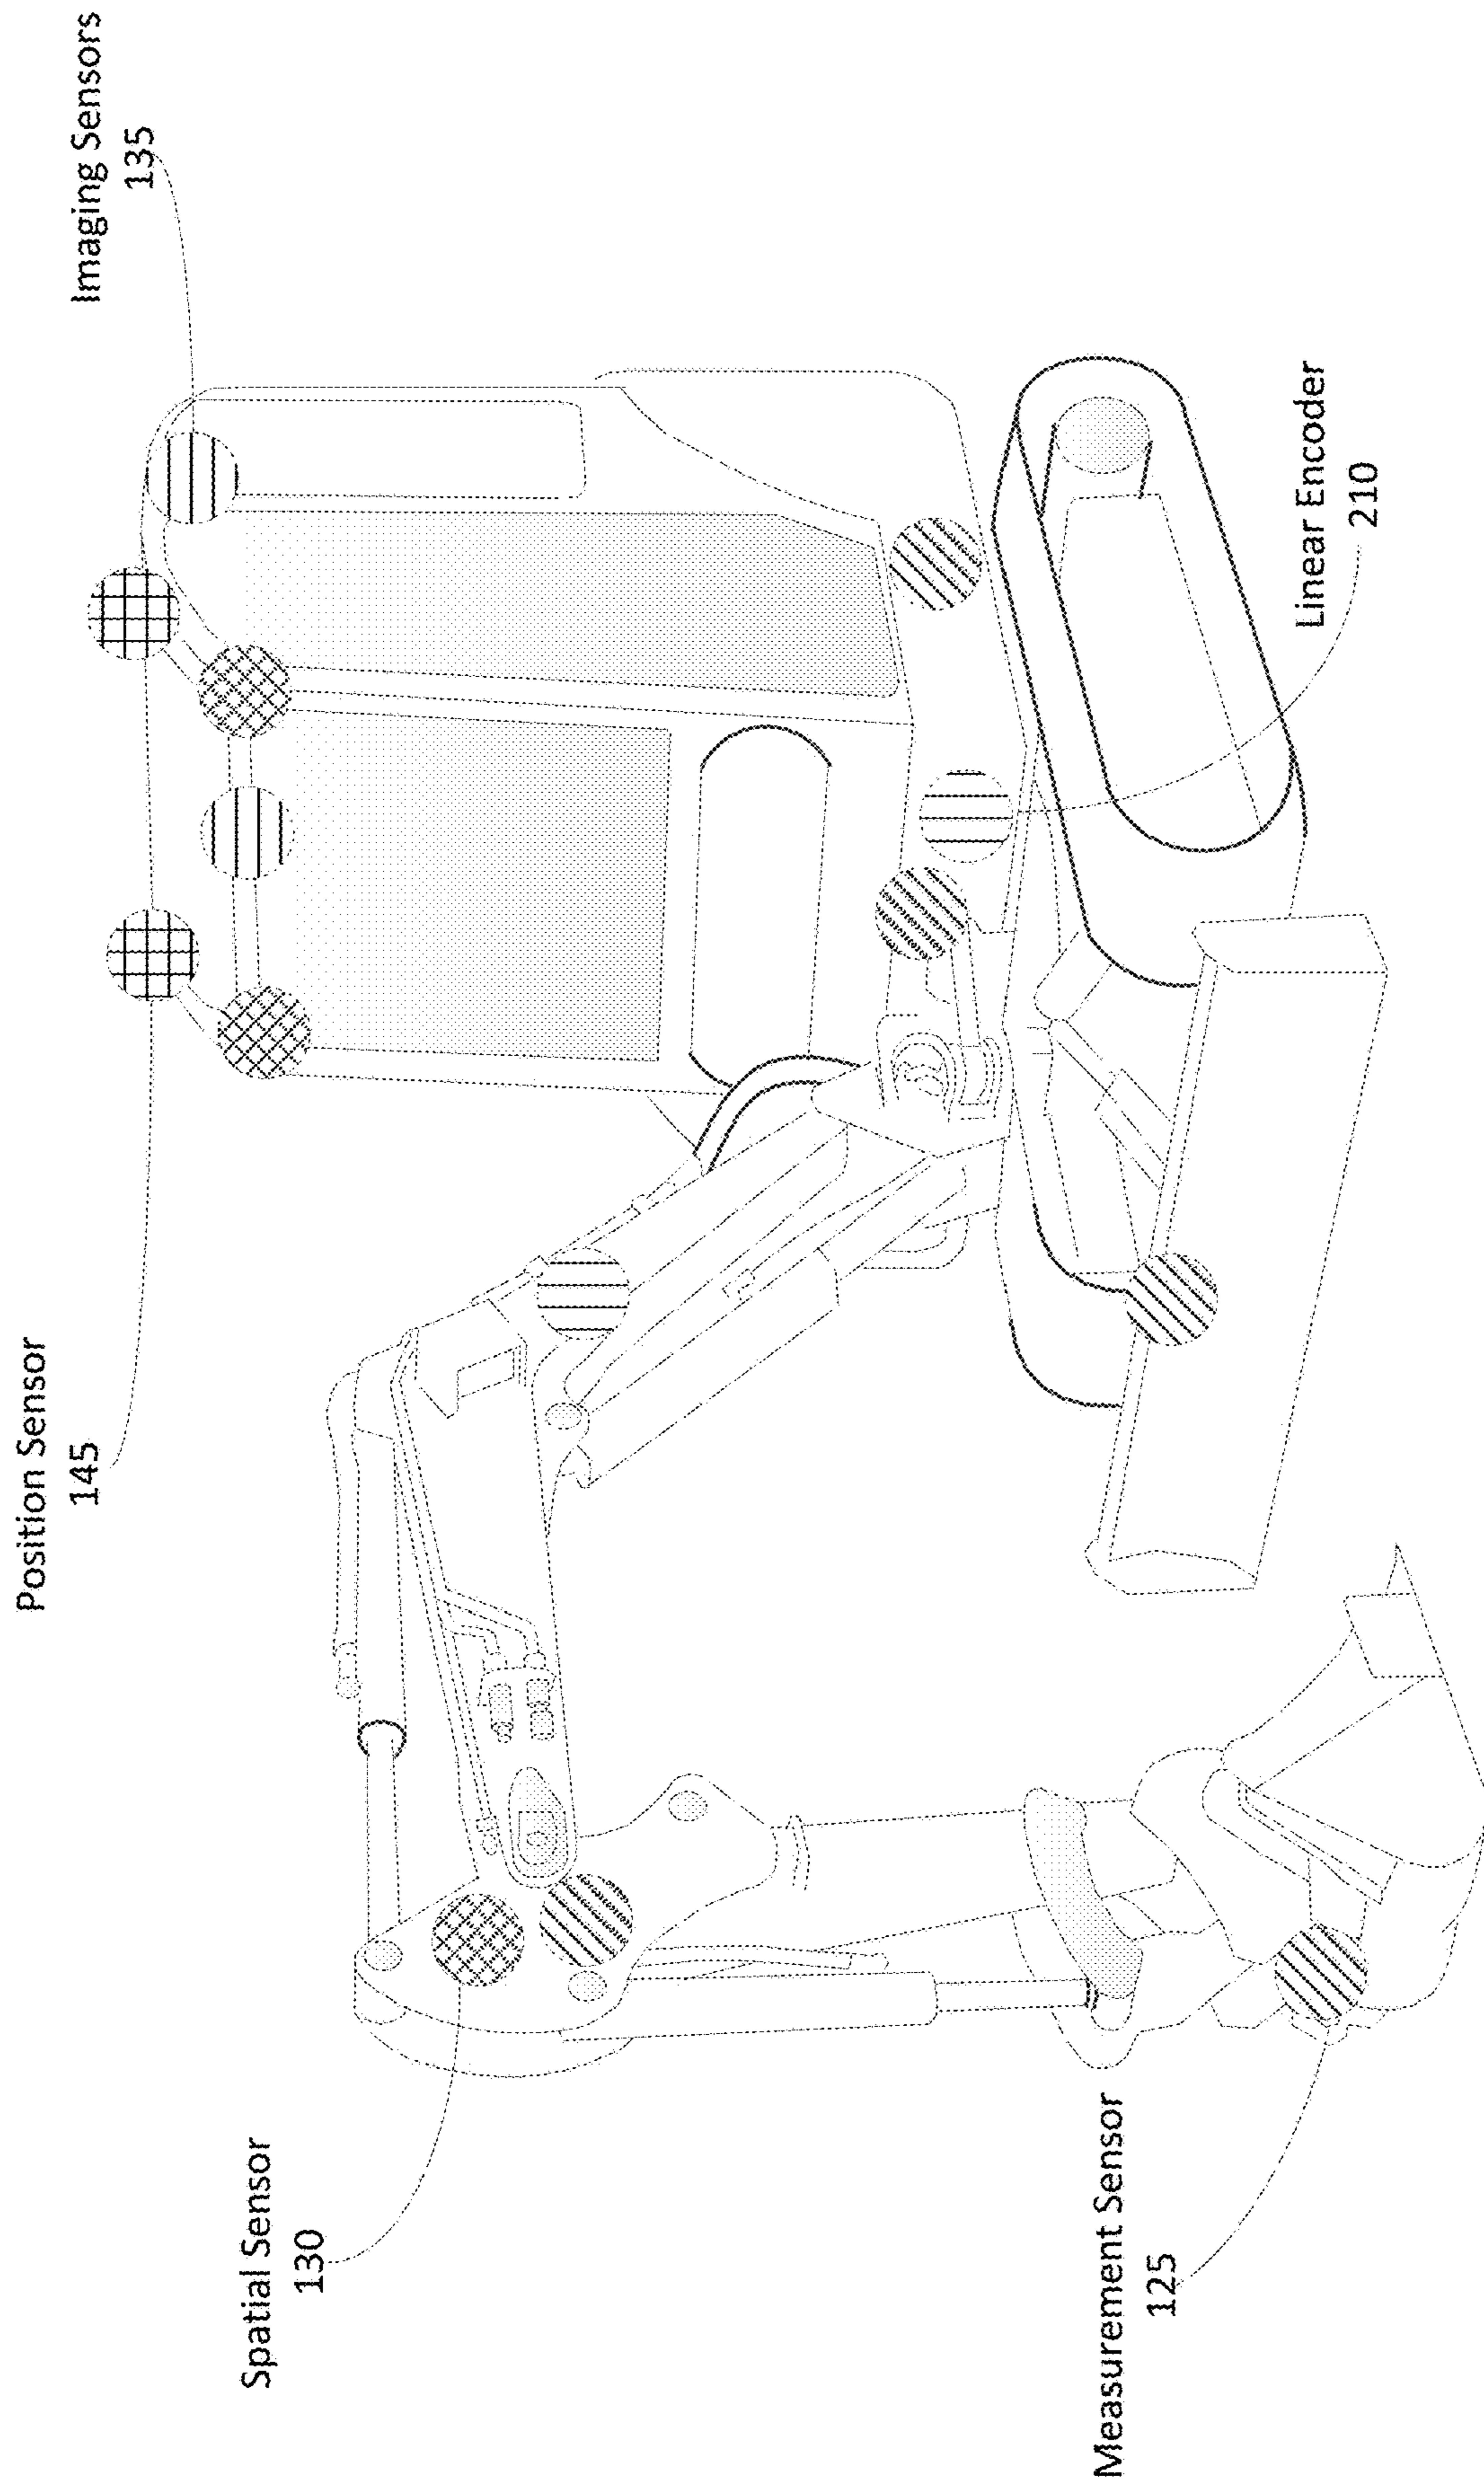 Position Sensor
145
Imaging Sensors
135
Spatial Sensor
130
Linear Encoder
210
Measurement Sensor
125